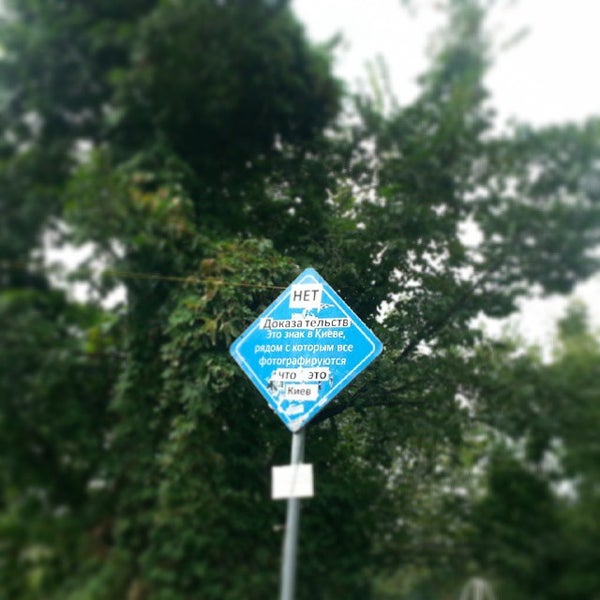 НЕТ
Доказательств
Это знак в Киеве,
рядом с которым все
фотографируются
что это
Киев